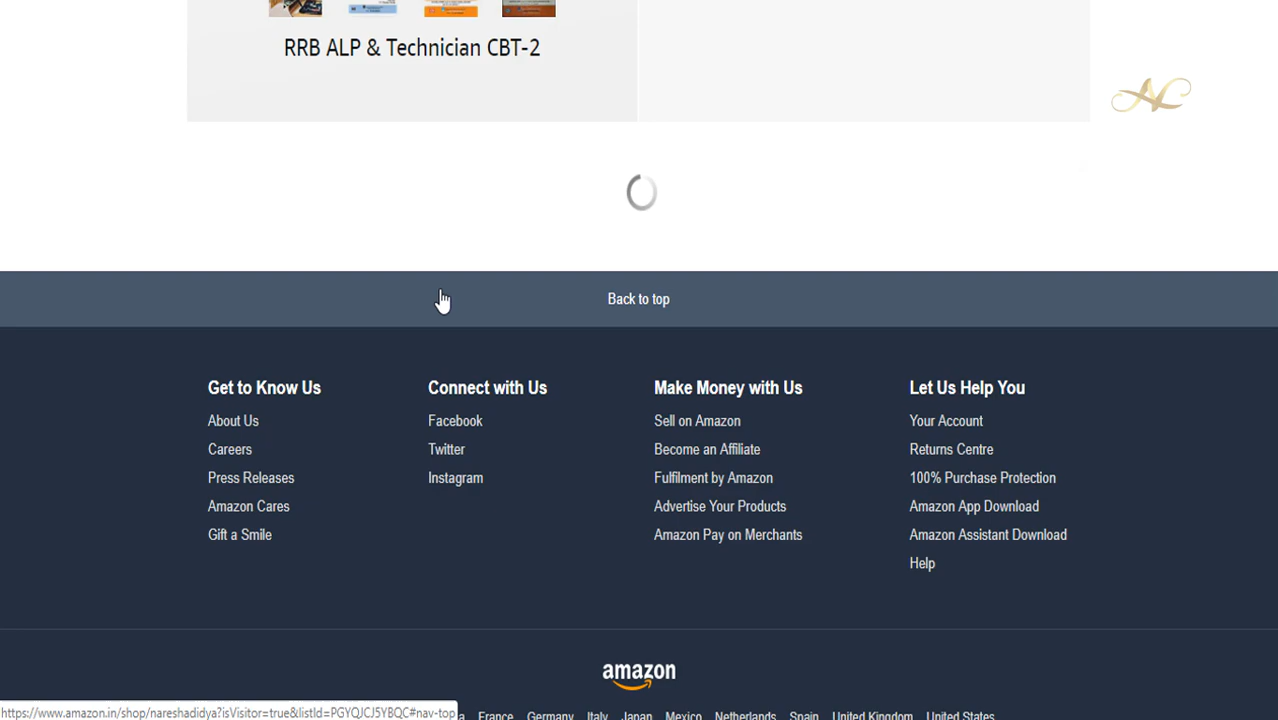 RRB ALP & Technician CBT-2
Back to top
Get to Know Us
About Us
Careers
Press Releases
Amazon Cares
Gift a Smile
Connect with Us
Facebook
Twitter
Instagram
Make Money with Us
Sell on Amazon
Become an Affiliate
Fulfilment by Amazon
Advertise Your Products
Amazon Pay on Merchants
Let Us Help You
Your Account
Returns Centre
100% Purchase Protection
Amazon App Download
Amazon Assistant Download
Help
amazon
France Germany Italy Japan Mexico Netherlands Spain United Kingdom United States
https://www.amazon.in/shop/nareshadidya?isVisitor=true&listId=PGYQJCJ5YBQC#nav-top